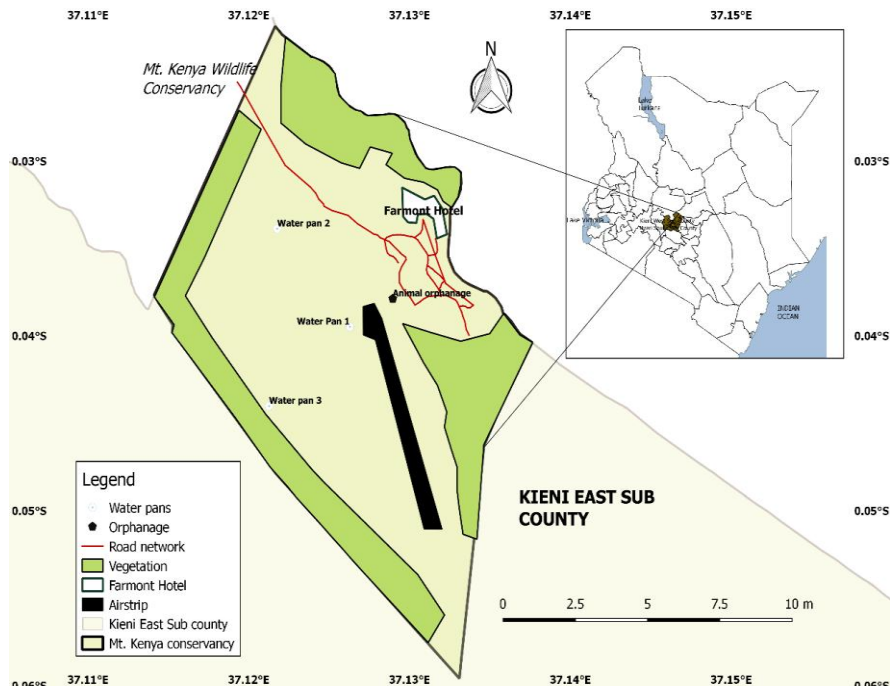 37.11°E 37.12°E 37.13°E 37.14°E 37.15°E
Mt. Kenya Wildlife
Conservancy
N
Lake
0.03°S 0.03°S
Farmont Hotel
Water pan 2
INDIAN
OCEAN
Animal orphanage
Water Pan 1
0.04°S 0.04°S
Water pan 3
Legend
Water pans
Orphanage
Road network
Vegetation
Farmont Hotel
Airstrip
Kieni East Sub county
Mt. Kenya conservancy
KIENI EAST SUB
COUNTY
0.05°S 0.05°S
0 2.5 5 7.5 10 m
0.06°S 0.06°S
37.11°E 37.12°E 37.13°E 37.14°E 37.15°E